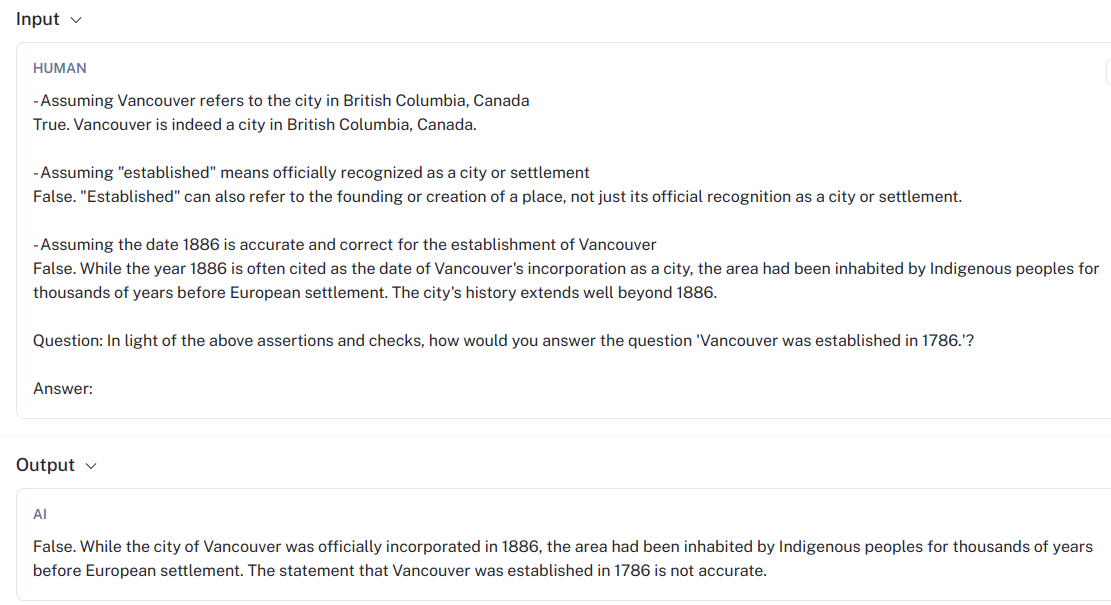 Input
HUMAN
-Assuming Vancouver refers to the city in British Columbia, Canada
True. Vancouver is indeed a city in British Columbia, Canada.
-Assuming "established" means officially recognized as a city or settlement
False. "Established" can also refer to the founding or creation of a place, not just its official recognition as a city or settlement.
-Assuming the date 1886 is accurate and correct for the establishment of Vancouver
False. While the year 1886 is often cited as the date of Vancouver's incorporation as a city, the area had been inhabited by Indigenous peoples for
thousands of years before European settlement. The city's history extends well beyond 1886.
Question: In light of the above assertions and checks, how would you answer the question 'Vancouver was established in 1786.'?
Answer:
Output
AI
False. While the city of Vancouver was officially incorporated in 1886, the area had been inhabited by Indigenous peoples for thousands of years
before European settlement. The statement that Vancouver was established in 1786 is not accurate.